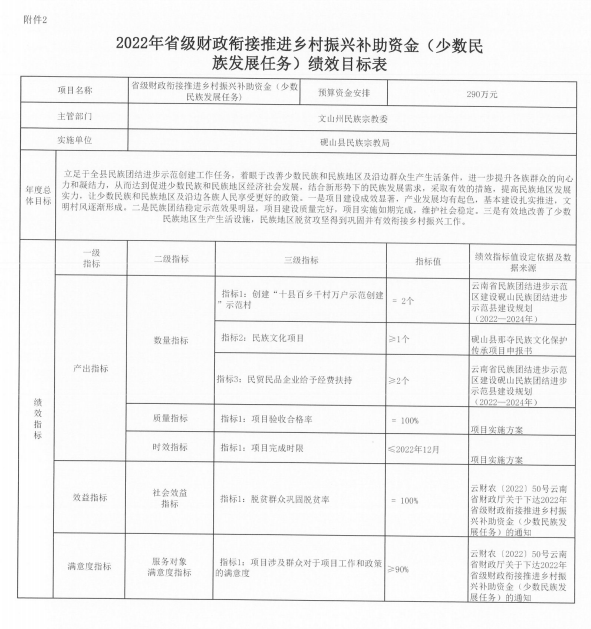 附件2
2022年省级财政衔接推进乡村振兴补助资金（少数民
族发展任务）绩效目标表
项目名称
省级财政衔接推进乡村振兴补助资金（少数
民族发展任务）
预算资金安排
290万元
主管部门
文山州民族宗教委
实施单位
砚山县民族宗教局
年度总
体目标
立足于全县民族团结进步示范创建工作任务，着眼于改善少数民族和民族地区及沿边群众生产生活条件，进一步提升各族群众的向心
力和凝结力，从而达到促进少数民族和民族地区经济社会发展，结合新形势下的民族发展需求，采取有效的措施，提高民族地区发展
实力，让少数民族和民族地区及沿边各族人民享受更好的政策、一是项目建设成效显著，产业发展均有起色，基本建设扎实推进，文
明村风逐渐形成，二是民族团结稳定示范效果明显，项目建设质量完好，项目实施如期完成，维护社会稳定。三是有效地改善了少数
民族地区生产生活设施，民族地区脱贫攻坚得到巩固并有效衔接乡村振兴工作。
绩
效
指
标
一级
指标
二级指标
三级指标
指标值
绩效指标值设定依据及数
据来源
产出指标
数量指标
指标1：创建“十县百乡千村万户示范创建
”示范村
= 2个
云南省民族团结进步示范
区建设砚山民族团结进步
示范县建设规划
（2022—2024年）
指标2：民族文化项目
≥1个
砚山县那夺民族文化保护
传承项目申报书
指标3：民贸民品企业给予经费扶持
≥2个
云南省民族团结进步示范
区建设砚山民族团结进步
示范县建设规划
（2022—2024年）
质量指标
指标1：项目验收合格率
= 100%
项目实施方案
时效指标
指标1：项目完成时限
≤2022年12月
项目实施方案
效益指标
社会效益
指标
指标1：脱贫群众巩固脱贫率
= 100%
云财农〔2022〕50号云南
省财政厅关于下达2022年
省级财政衔接推进乡村振
兴补助资金（少数民族发
展任务）的通知
满意度指标
服务对象
满意度指标
指标1：项目涉及群众对于项目工作和政策
的满意度
≥90%
云财农〔2022〕50号云南
省财政厅关于下达2022年
省级财政衔接推进乡村振
兴补助资金（少数民族发
展任务）的通知